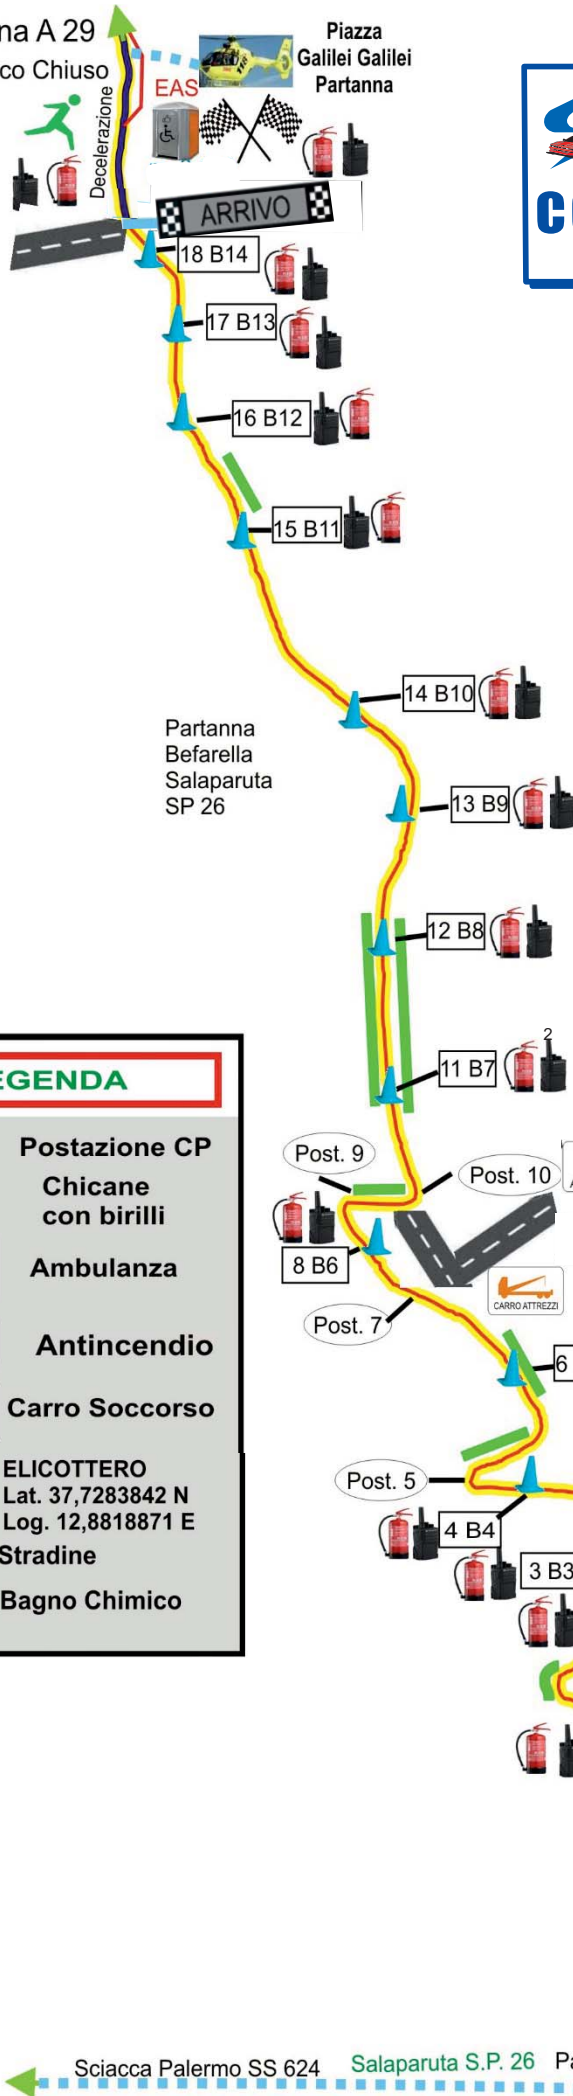 na A 29
co Chiuso
Piazza
Galilei Galilei
Partanna
EAS
Decelerazione
ARRIVO
18 B14
17 B13
16 B12
15 B11
14 B10
Partanna
Befarella
Salaparuta
SP 26
13 B9
12 B8
2
11 B7
EGENDA
Postazione CP
Chicane
con birilli
Ambulanza
Antincendio
Carro Soccorso
ELICOTTERO
Lat. 37,7283842 N
Log. 12,8818871 E
Stradine
Bagno Chimico
Post. 9
Post. 10
8 B6
CARRO ATTREZZI
Post. 7
6
Post. 5
4 B4
3 B3
Sciacca Palermo SS 624
Salaparuta S.P. 26
Pa